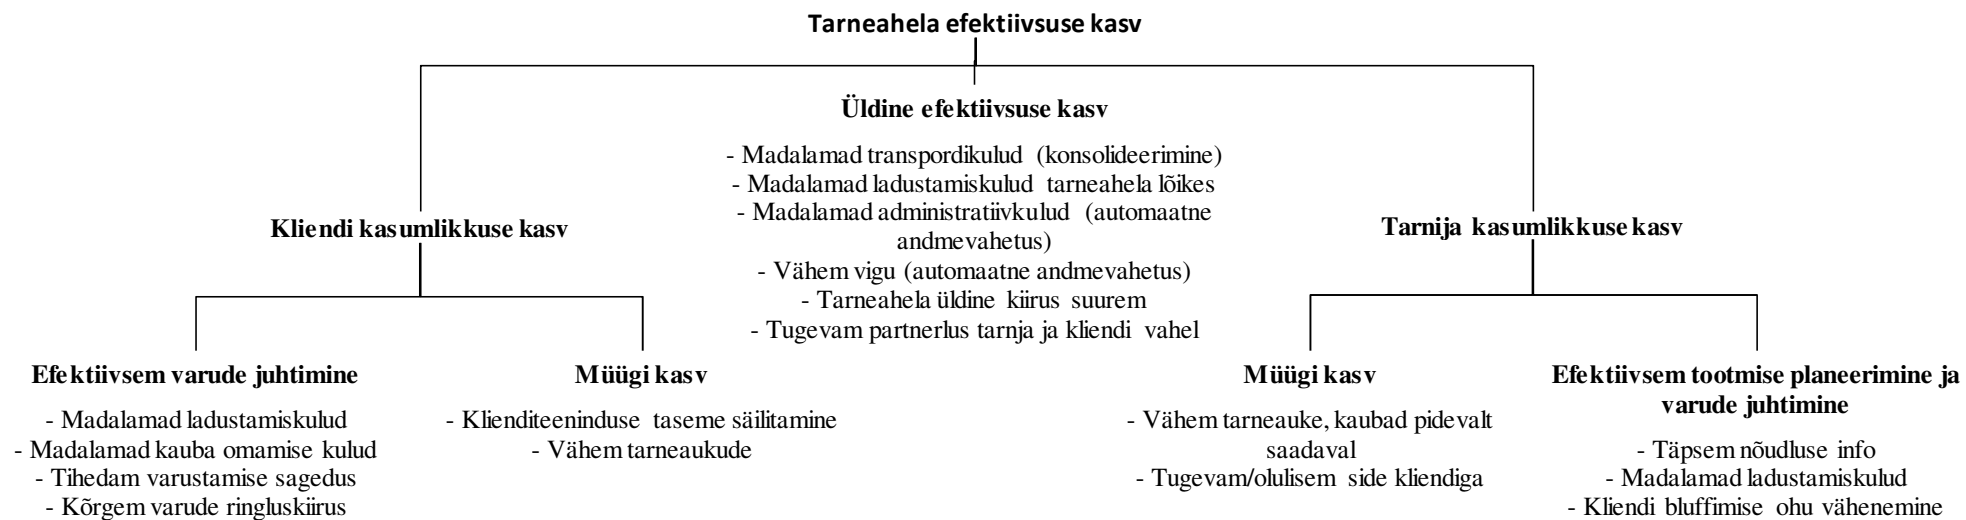 Tarneahela efektiivsuse kasv
Üldine efektiivsuse kasv
- Madalamad transpordikulud (konsolideerimine)
- Madalamad ladustamiskulud tarneahela lõikes
- Madalamad administratiivkulud (automaatne
andmevahetus)
- Vähem vigu (automaatne andmevahetus)
- Tarneahela üldine kiirus suurem
- Tugevam partnerlus tarnja ja kliendi vahel
Kliendi kasumlikkuse kasv
Efektiivsem varude juhtimine
- Madalamad ladustamiskulud
- Madalamad kauba omamise kulud
- Tihedam varustamise sagedus
- Kõrgem varude ringluskiirus
Müügi kasv
- Klienditeeninduse taseme säilitamine
- Vähem tarneaukude
Tarnija kasumlikkuse kasv
Müügi kasv
- Vähem tarneauke, kaubad pidevalt
saadaval
- Tugevam/olulisem side kliendiga
Efektiivsem tootmise planeerimine ja
varude juhtimine
- Täpsem nõudluse info
- Madalamad ladustamiskulud
- Kliendi bluffimise ohu vähenemine